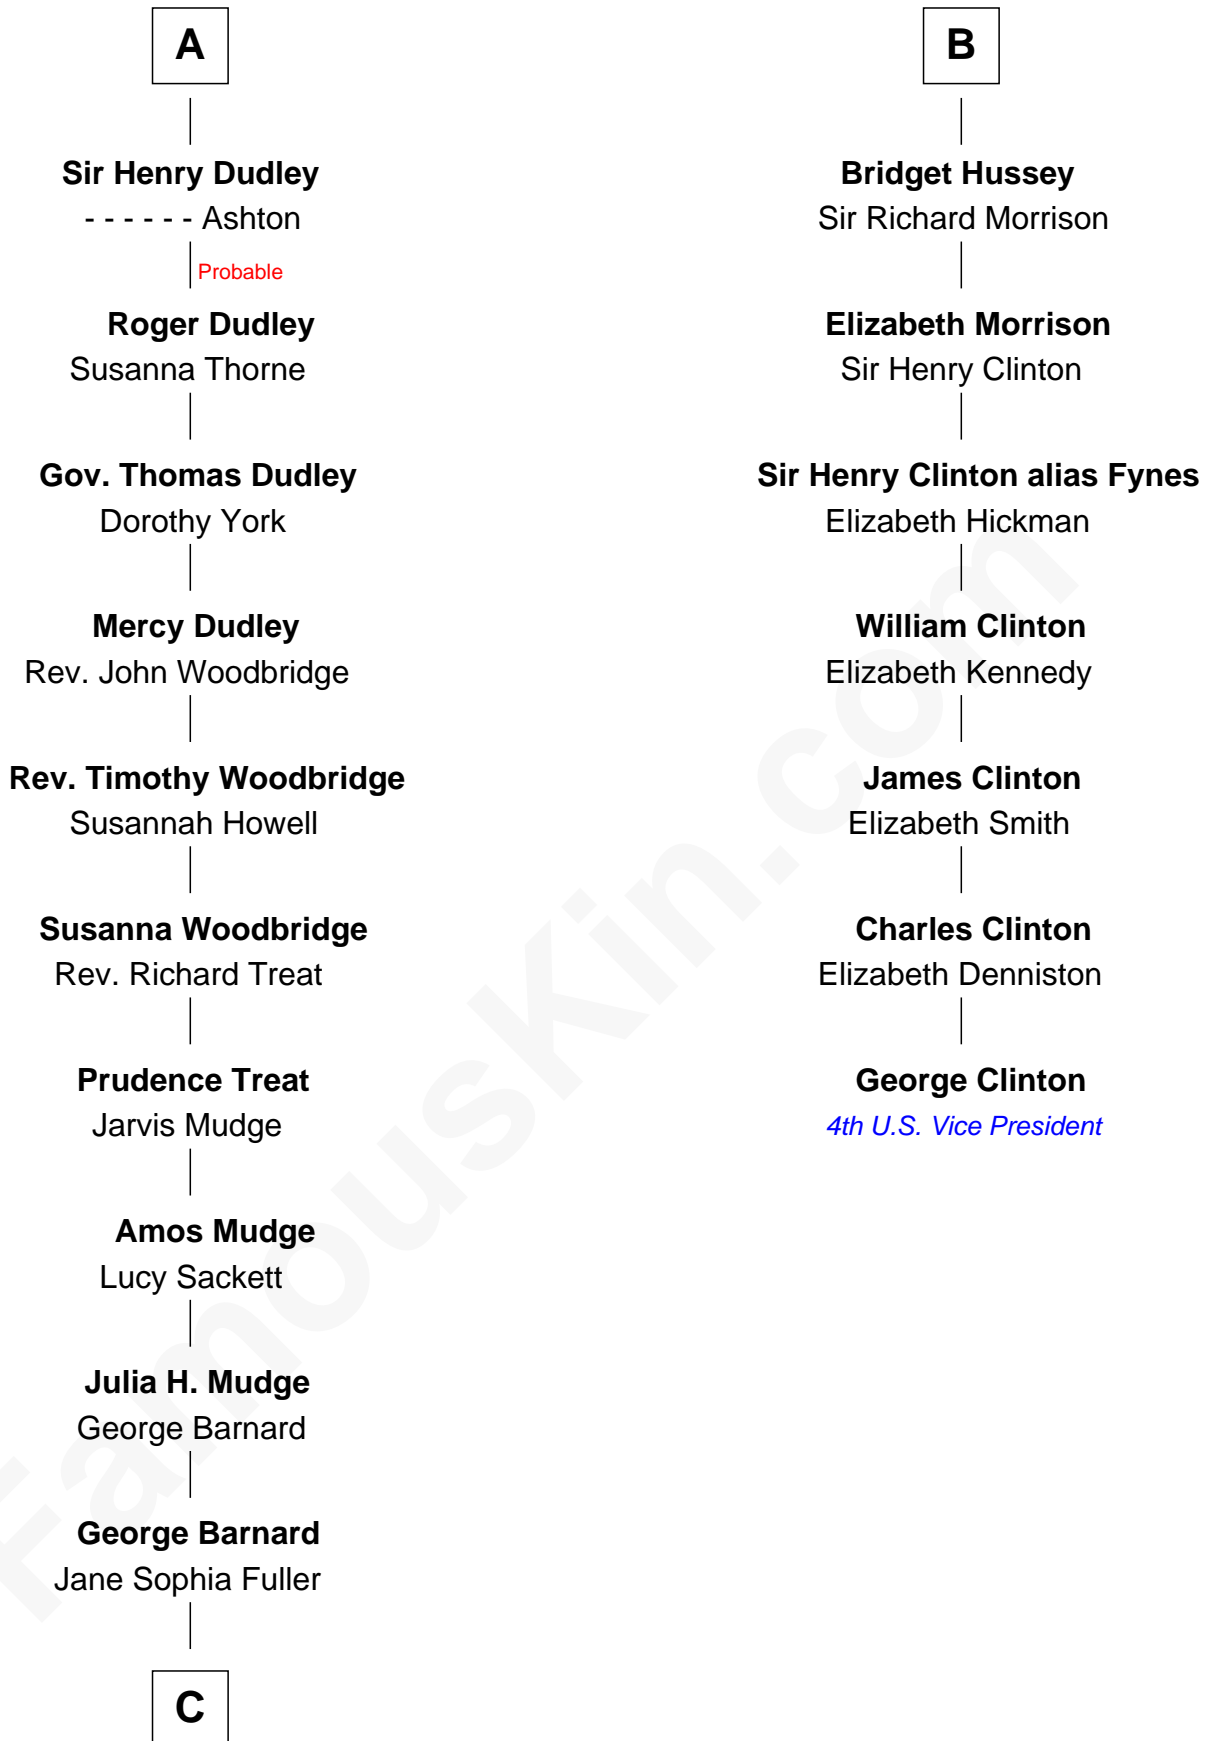 A
Sir Henry Dudley
- - - - - - Ashton
Probable
Roger Dudley
Susanna Thorne
Gov. Thomas Dudley
Dorothy York
Mercy Dudley
Rev. John Woodbridge
Rev. Timothy Woodbridge
Susannah Howell
Susanna Woodbridge
Rev. Richard Treat
Prudence Treat
Jarvis Mudge
Amos Mudge
Lucy Sackett
Julia H. Mudge
George Barnard
George Barnard
Jane Sophia Fuller
C
B
Bridget Hussey
Sir Richard Morrison
Elizabeth Morrison
Sir Henry Clinton
Sir Henry Clinton alias Fynes
Elizabeth Hickman
William Clinton
Elizabeth Kennedy
James Clinton
Elizabeth Smith
Charles Clinton
Elizabeth Denniston
George Clinton
4th U.S. Vice President
FamousKin.com